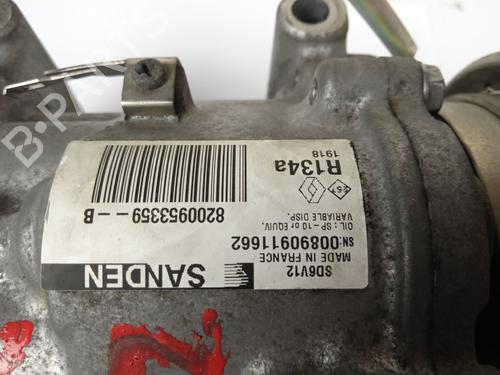 B-PARTS
SANDEN
SD6V12
MADE IN FRANCE
SN: 00890911662
OIL: SP-10 or EQUIV.
VARIABLE DISP.
8200953359--B
R134a
1918